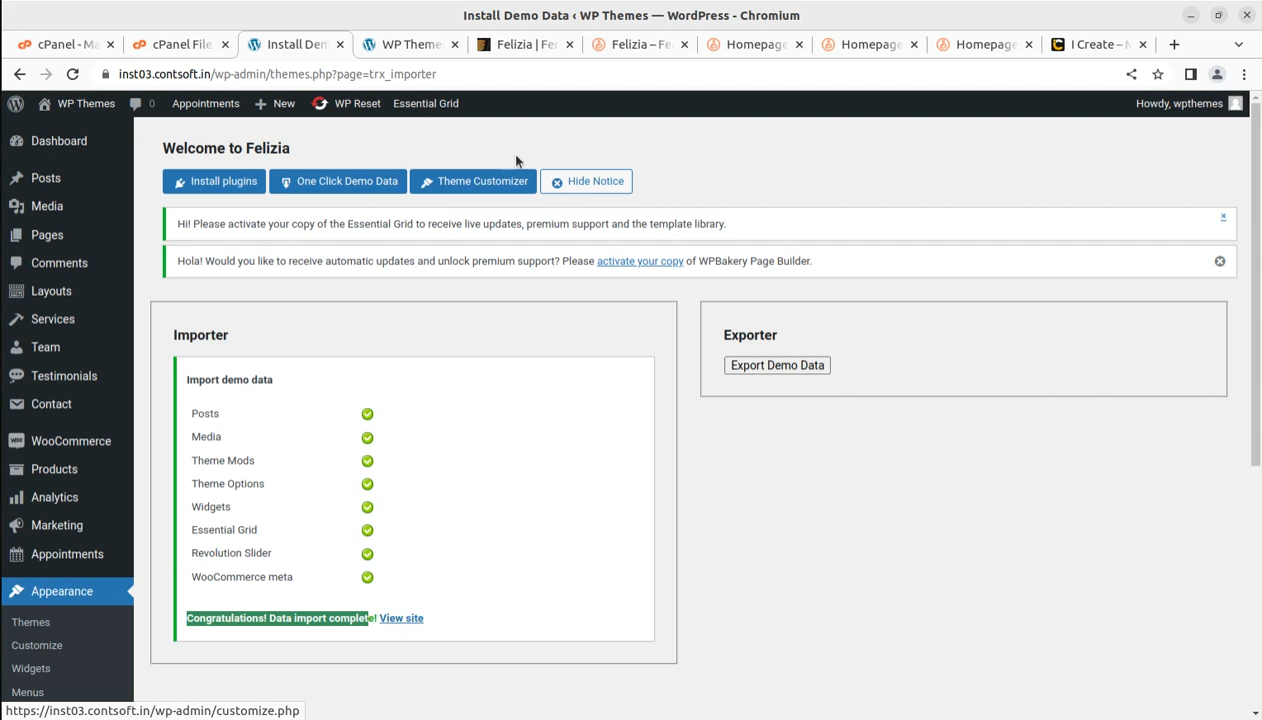 Install Demo Data ‹ WP Themes — WordPress - Chromium
cPanel - Ma
cPanel File
Install Dem
WP Theme
Felizia | Fer
Felizia – Fe
Homepage
Homepage
Homepage
I Create – M
inst03.contsoft.in/wp-admin/themes.php?page=trx_importer
WP Themes 0 Appointments New WP Reset Essential Grid Howdy, wpthemes
Dashboard
Posts
Media
Pages
Comments
Layouts
Services
Team
Testimonials
Contact
WooCommerce
Products
Analytics
Marketing
Appointments
Appearance
Themes
Customize
Widgets
Menus
Welcome to Felizia
Install plugins One Click Demo Data Theme Customizer Hide Notice
Hi! Please activate your copy of the Essential Grid to receive live updates, premium support and the template library.
Hola! Would you like to receive automatic updates and unlock premium support? Please activate your copy of WPBakery Page Builder.
Importer
Import demo data
Posts
Media
Theme Mods
Theme Options
Widgets
Essential Grid
Revolution Slider
WooCommerce meta
Congratulations! Data import complete! View site
Exporter
Export Demo Data
https://inst03.contsoft.in/wp-admin/customize.php